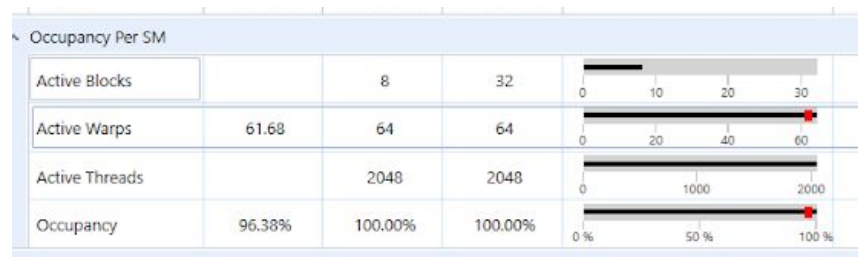 Occupancy Per SM
Active Blocks 8 32
0 10 20 30
Active Warps 61.68 64 64
0 20 40 60
Active Threads 2048 2048
0 1000 2000
Occupancy 96.38% 100.00% 100.00%
0 % 50 % 100 %